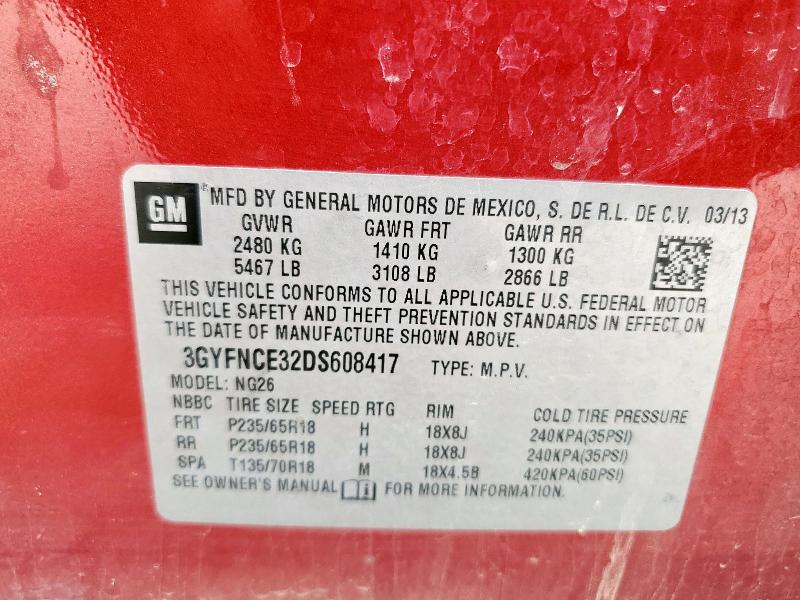 GM ® MFD BY GENERAL MOTORS DE MEXICO, S. DE R.L. DE C.V. 03/13
GVWR GAWR FRT GAWR RR
2480 KG 1410 KG 1300 KG
5467 LB 3108 LB 2866 LB
THIS VEHICLE CONFORMS TO ALL APPLICABLE U.S. FEDERAL MOTOR
VEHICLE SAFETY AND THEFT PREVENTION STANDARDS IN EFFECT ON
THE DATE OF MANUFACTURE SHOWN ABOVE.
3GYFNCE32DS608417 TYPE: M.P.V.
MODEL: NG26
NBBC TIRE SIZE SPEED RTG RIM COLD TIRE PRESSURE
FRT P235/65R18 H 18X8J 240KPA(35PSI)
RR P235/65R18 H 18X8J 240KPA(35PSI)
SPA T135/70R18 M 18X4.5B 420KPA(60PSI)
SEE OWNER'S MANUAL FOR MORE INFORMATION.